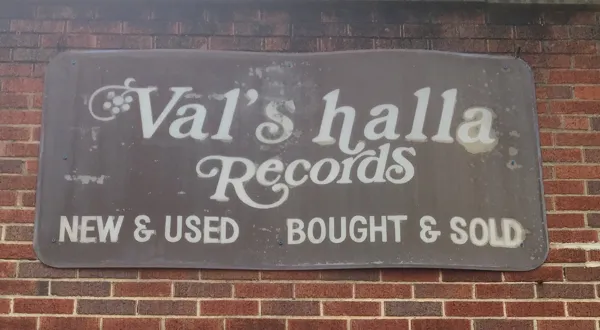 Val's halla
Records
NEW & USED BOUGHT & SOLD